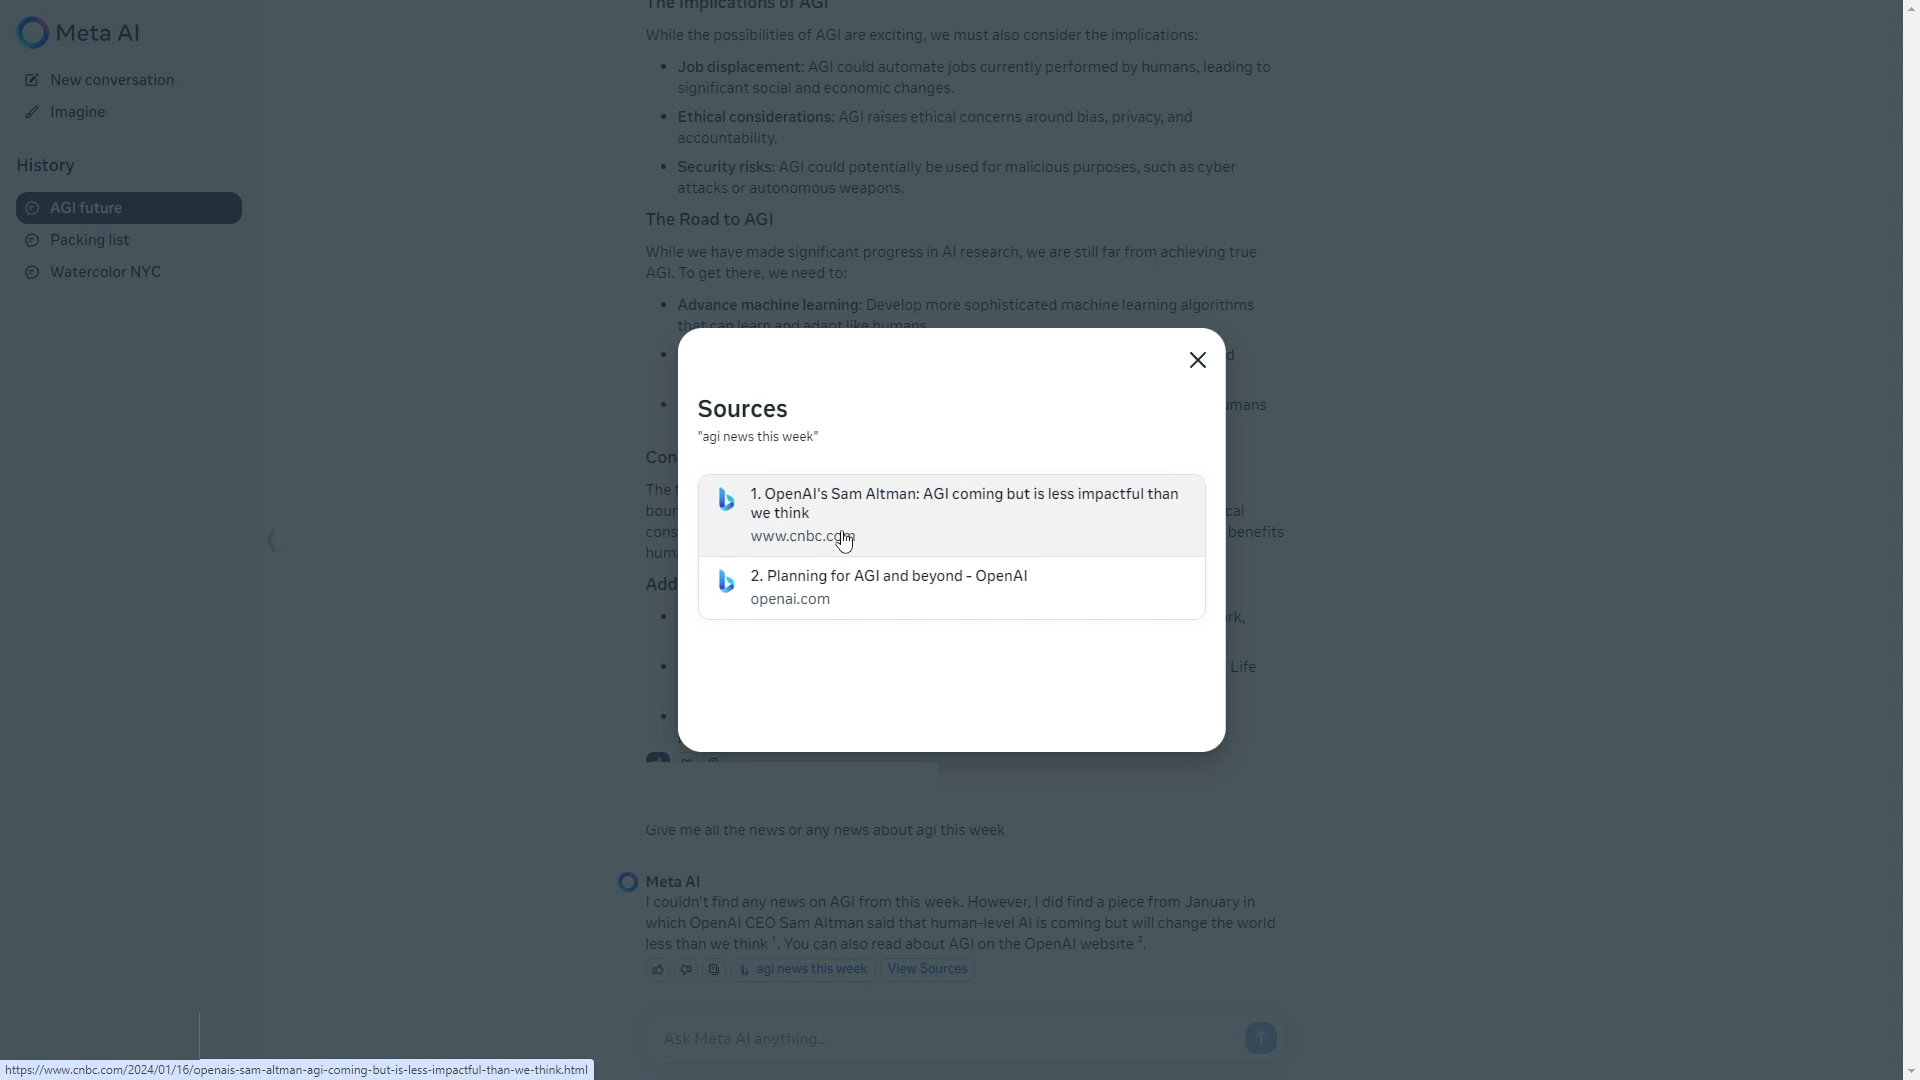 Meta AI
New conversation
Imagine
History
AGI future
Packing list
Watercolor NYC
The Implications of AGI
While the possibilities of AGI are exciting, we must also consider the implications:
• Job displacement: AGI could automate jobs currently performed by humans, leading to
significant social and economic changes.
• Ethical considerations: AGI raises ethical concerns around bias, privacy, and
accountability.
• Security risks: AGI could potentially be used for malicious purposes, such as cyber
attacks or autonomous weapons.
The Road to AGI
While we have made significant progress in AI research, we are still far from achieving true
AGI. To get there, we need to:
• Advance machine learning: Develop more sophisticated machine learning algorithms
that can learn and adapt like humans.
Sources
"agi news this week"
1. OpenAI's Sam Altman: AGI coming but is less impactful than
we think
www.cnbc.com
2. Planning for AGI and beyond - OpenAI
openai.com
The
benefits
Life
Give me all the news or any news about agi this week
Meta AI
I couldn't find any news on AGI from this week. However, I did find a piece from January in
which OpenAI CEO Sam Altman said that human-level AI is coming but will change the world
less than we think ¹. You can also read about AGI on the OpenAI website ².
agi news this week
View Sources
Ask Meta AI anything...
https://www.cnbc.com/2024/01/16/openais-sam-altman-agi-coming-but-is-less-impactful-than-we-think.html